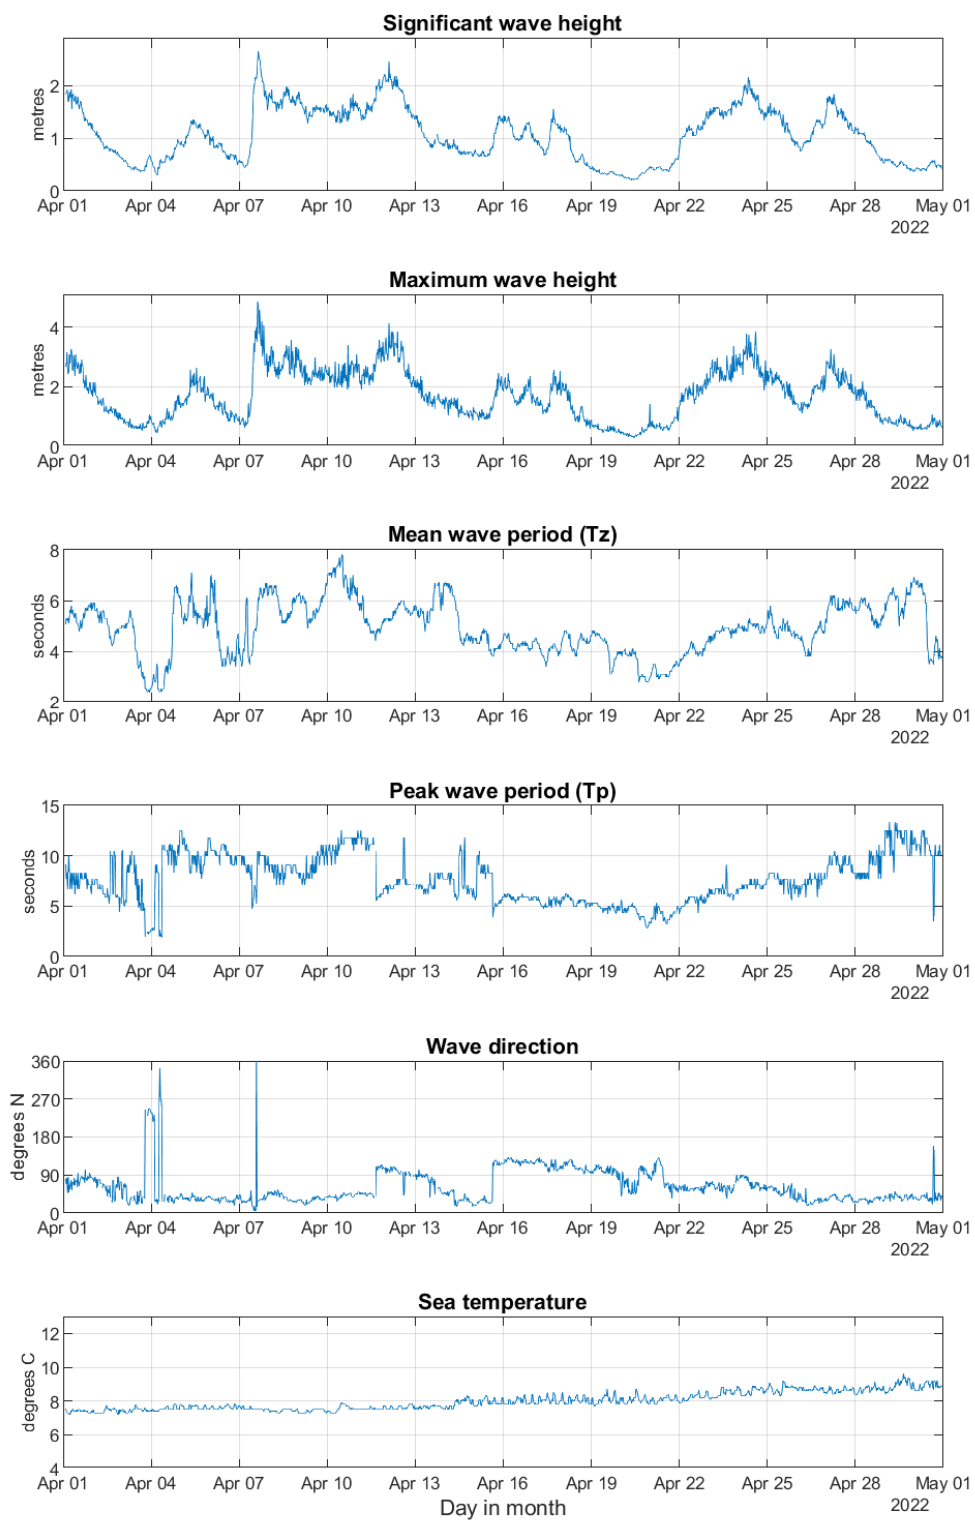 Significant wave height
metres
2
1
0
Apr 01 Apr 04 Apr 07 Apr 10 Apr 13 Apr 16 Apr 19 Apr 22 Apr 25 Apr 28 May 01
2022
Maximum wave height
metres
4
2
0
Apr 01 Apr 04 Apr 07 Apr 10 Apr 13 Apr 16 Apr 19 Apr 22 Apr 25 Apr 28 May 01
2022
Mean wave period (Tz)
seconds
8
6
4
2
Apr 01 Apr 04 Apr 07 Apr 10 Apr 13 Apr 16 Apr 19 Apr 22 Apr 25 Apr 28 May 01
2022
Peak wave period (Tp)
seconds
15
10
5
0
Apr 01 Apr 04 Apr 07 Apr 10 Apr 13 Apr 16 Apr 19 Apr 22 Apr 25 Apr 28 May 01
2022
Wave direction
degrees N
360
270
180
90
0
Apr 01 Apr 04 Apr 07 Apr 10 Apr 13 Apr 16 Apr 19 Apr 22 Apr 25 Apr 28 May 01
2022
Sea temperature
degrees C
12
10
8
6
4
Apr 01 Apr 04 Apr 07 Apr 10 Apr 13 Apr 16 Apr 19 Apr 22 Apr 25 Apr 28 May 01
Day in month
2022